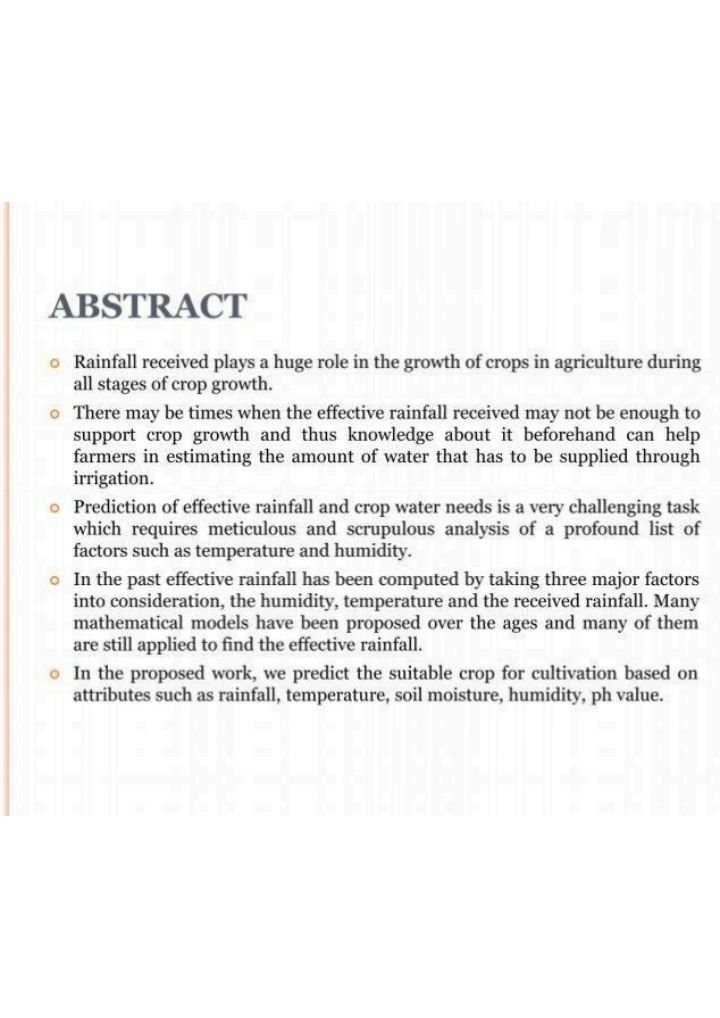 ABSTRACT
Rainfall received plays a huge role in the growth of crops in agriculture during
all stages of crop growth.
There may be times when the effective rainfall received may not be enough to
support crop growth and thus knowledge about it beforehand can help
farmers in estimating the amount of water that has to be supplied through
irrigation.
Prediction of effective rainfall and crop water needs is a very challenging task
which requires meticulous and scrupulous analysis of a profound list of
factors such as temperature and humidity.
In the past effective rainfall has been computed by taking three major factors
into consideration, the humidity, temperature and the received rainfall. Many
mathematical models have been proposed over the ages and many of them
are still applied to find the effective rainfall.
In the proposed work, we predict the suitable crop for cultivation based on
attributes such as rainfall, temperature, soil moisture, humidity, ph value.